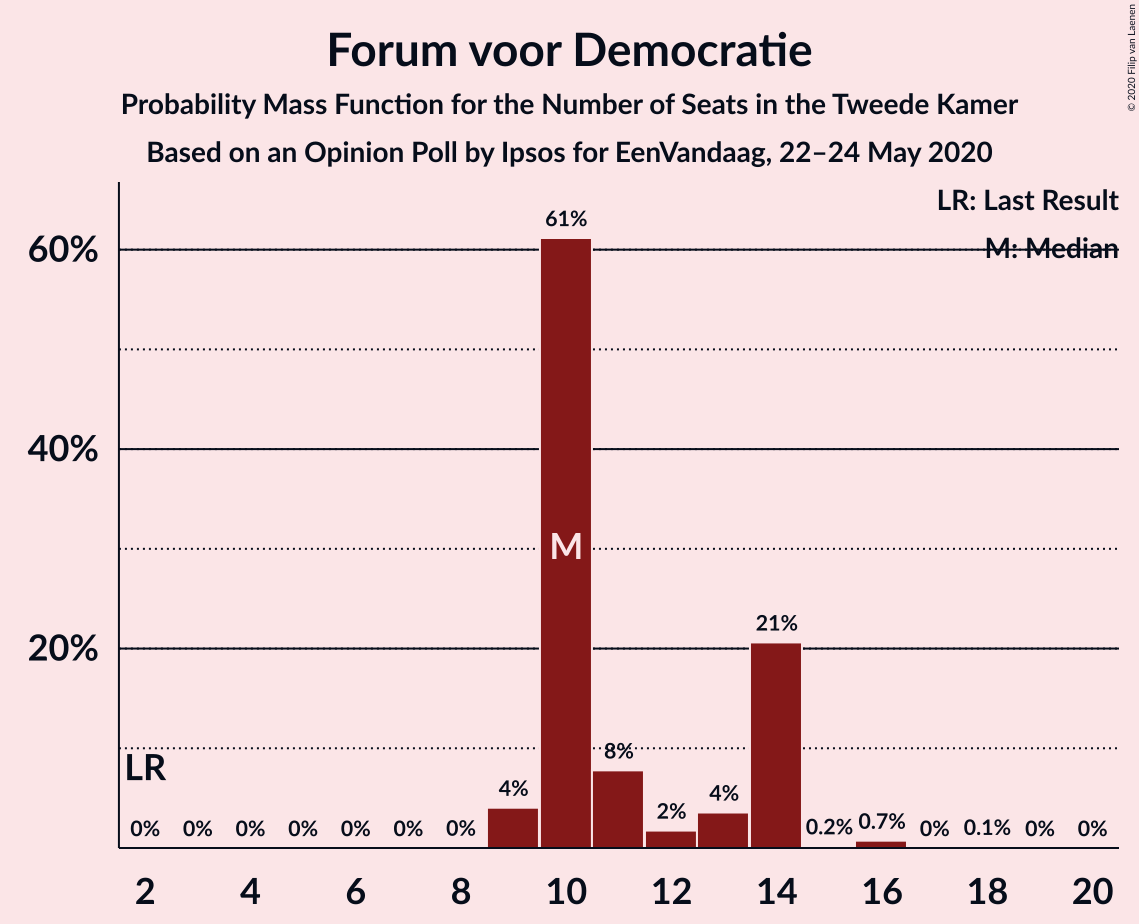 Forum voor Democratie
Probability Mass Function for the Number of Seats in the Tweede Kamer
Based on an Opinion Poll by Ipsos for EenVandaag, 22–24 May 2020
© 2020 Filip van Laenen
LR: Last Result
M: Median
60%
40%
20%
61%
M
21%
8%
LR
4%
2%
4%
0% 0% 0% 0% 0% 0% 0% 0.2% 0.7% 0% 0.1% 0% 0%
2 4 6 8 10 12 14 16 18 20